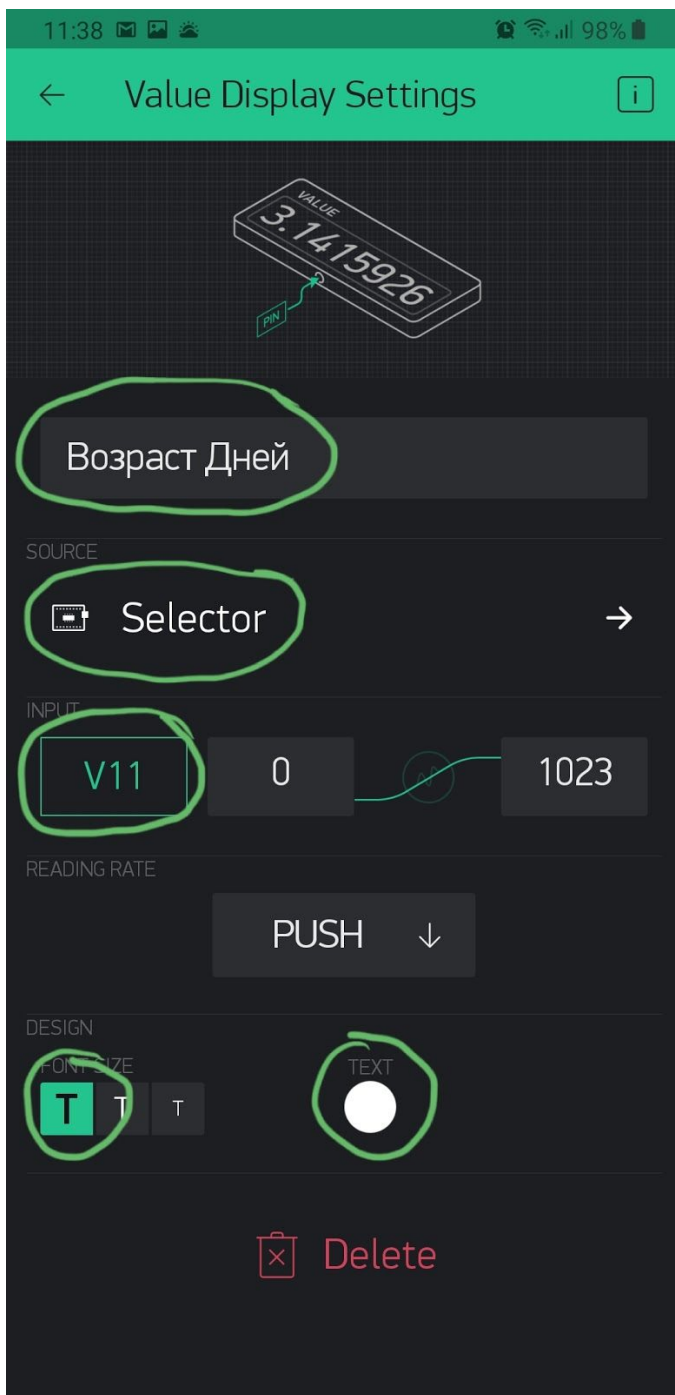 11:38 98%
Value Display Settings i
VALUE
3.1415926
PIN
Возраст Дней
SOURCE
Selector
INPUT
V11 0 1023
READING RATE
PUSH
DESIGN
FONT SIZE TEXT
T T T
Delete